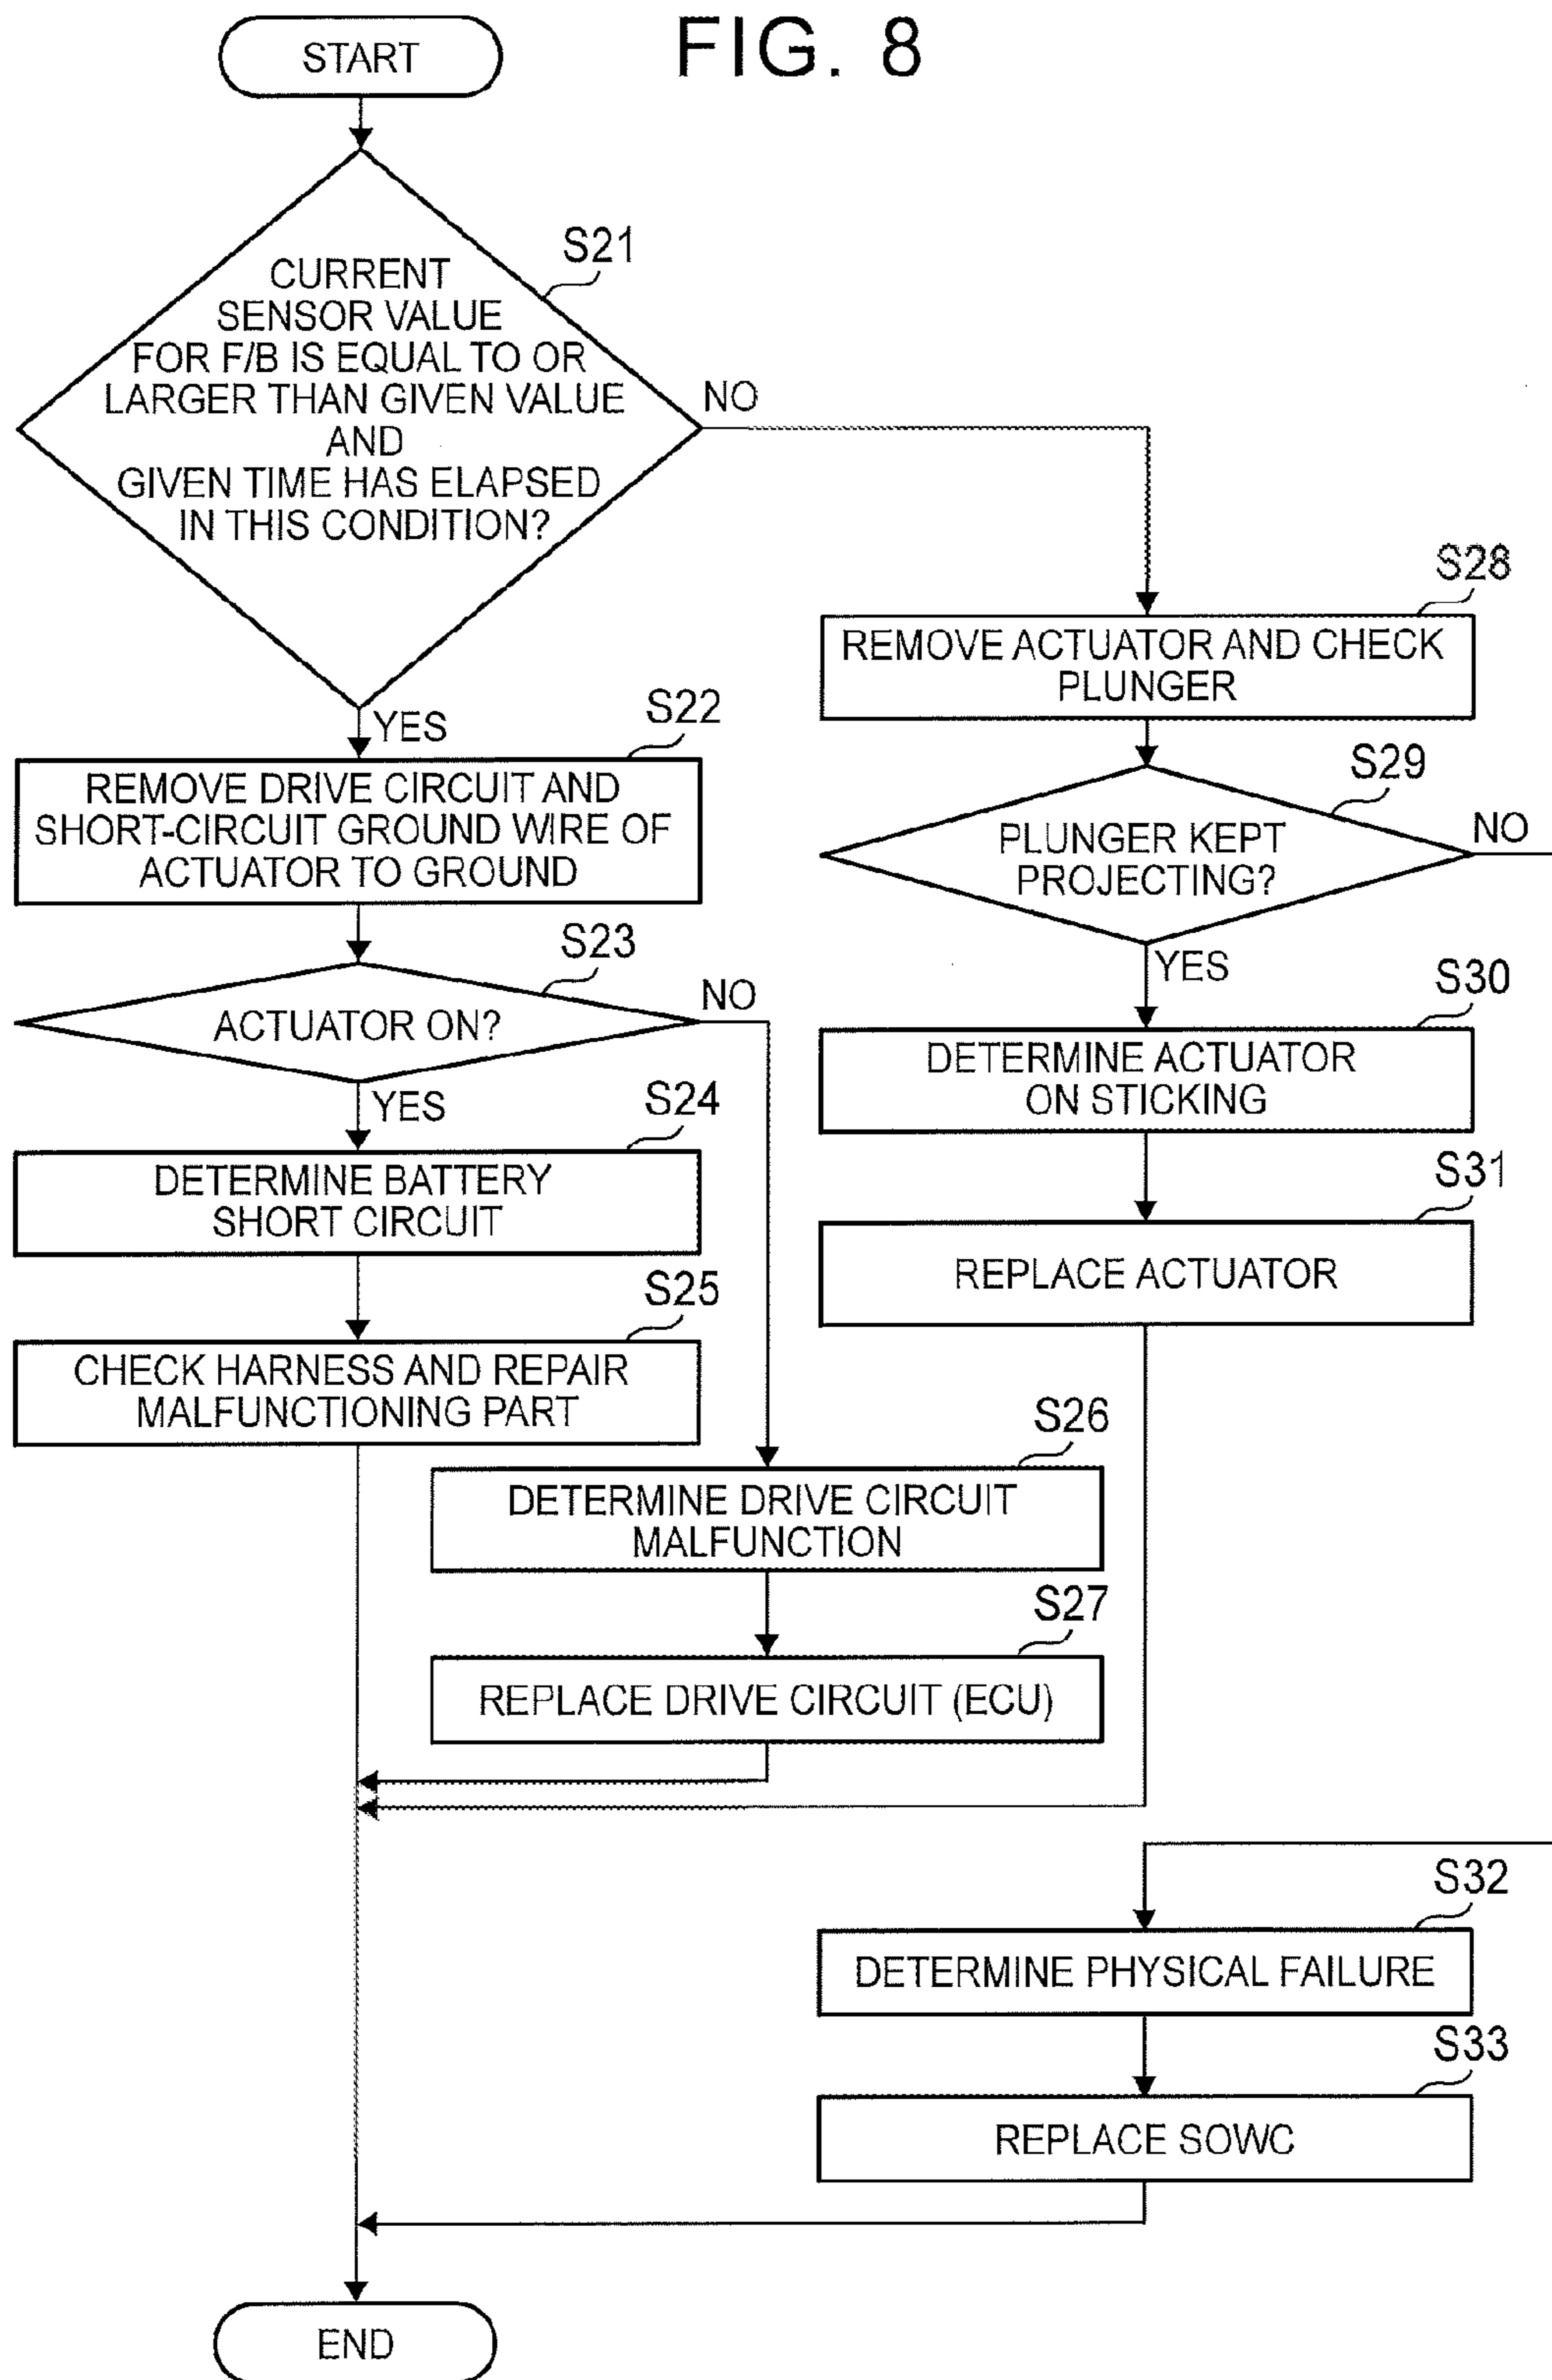 FIG. 8
START
S21
CURRENT
SENSOR VALUE
FOR F/B IS EQUAL TO OR
LARGER THAN GIVEN VALUE
AND
GIVEN TIME HAS ELAPSED
IN THIS CONDITION?
NO
YES
S22
REMOVE DRIVE CIRCUIT AND
SHORT-CIRCUIT GROUND WIRE OF
ACTUATOR TO GROUND
S23
ACTUATOR ON?
NO
YES
S24
DETERMINE BATTERY
SHORT CIRCUIT
S25
CHECK HARNESS AND REPAIR
MALFUNCTIONING PART
S26
DETERMINE DRIVE CIRCUIT
MALFUNCTION
S27
REPLACE DRIVE CIRCUIT (ECU)
S28
REMOVE ACTUATOR AND CHECK
PLUNGER
S29
PLUNGER KEPT
PROJECTING?
NO
YES
S30
DETERMINE ACTUATOR
ON STICKING
S31
REPLACE ACTUATOR
S32
DETERMINE PHYSICAL FAILURE
S33
REPLACE SOWC
END